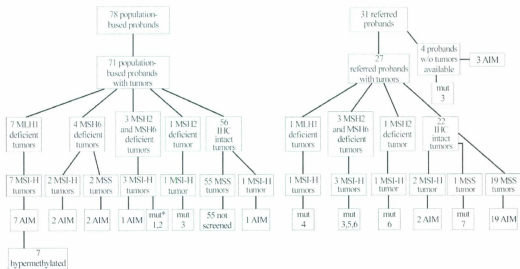 78 population-
based probands
71 population-
based probands
with tumors
7 MLH1
deficient
tumors
4 MSH6
deficient
tumors
3 MSH2
and MSH6
deficient
tumors
1 MSH2
deficient
tumor
56
IHC
intact
tumors
7 MSI-H
tumors
2 MSI-H
tumors
2 MSS
tumors
3 MSI-H
tumors
1 MSI-H
tumor
55 MSS
tumors
1 MSI-H
tumor
7 AIM
2 AIM
2 AIM
1 AIM
mut*
1,2
mut
3
55 not
screened
1 AIM
7
hypermethylated
31 referred
probands
27
referred probands
with tumors
4 probands
w/o tumors
available
3 AIM
mut
3
1 MLH1
deficient
tumors
3 MSH2
and MSH6
deficient
tumors
1 MSH2
deficient
tumor
22
IHC
intact
tumors
1 MSI-H
tumors
3 MSI-H
tumors
1 MSI-H
tumor
2 MSI-H
tumor
1 MSS
tumor
19 MSS
tumors
mut
4
mut
3,5,6
mut
6
2 AIM
mut
7
19 AIM